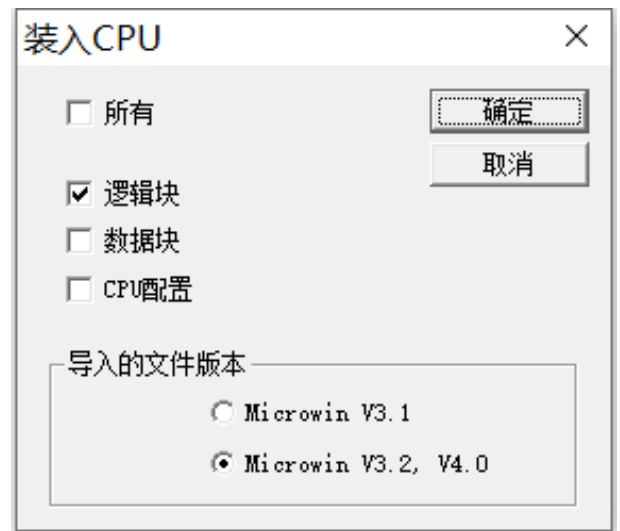 装入CPU
所有
确定
取消
逻辑块
数据块
CPU配置
导入的文件版本
Microwin V3.1
Microwin V3.2, V4.0